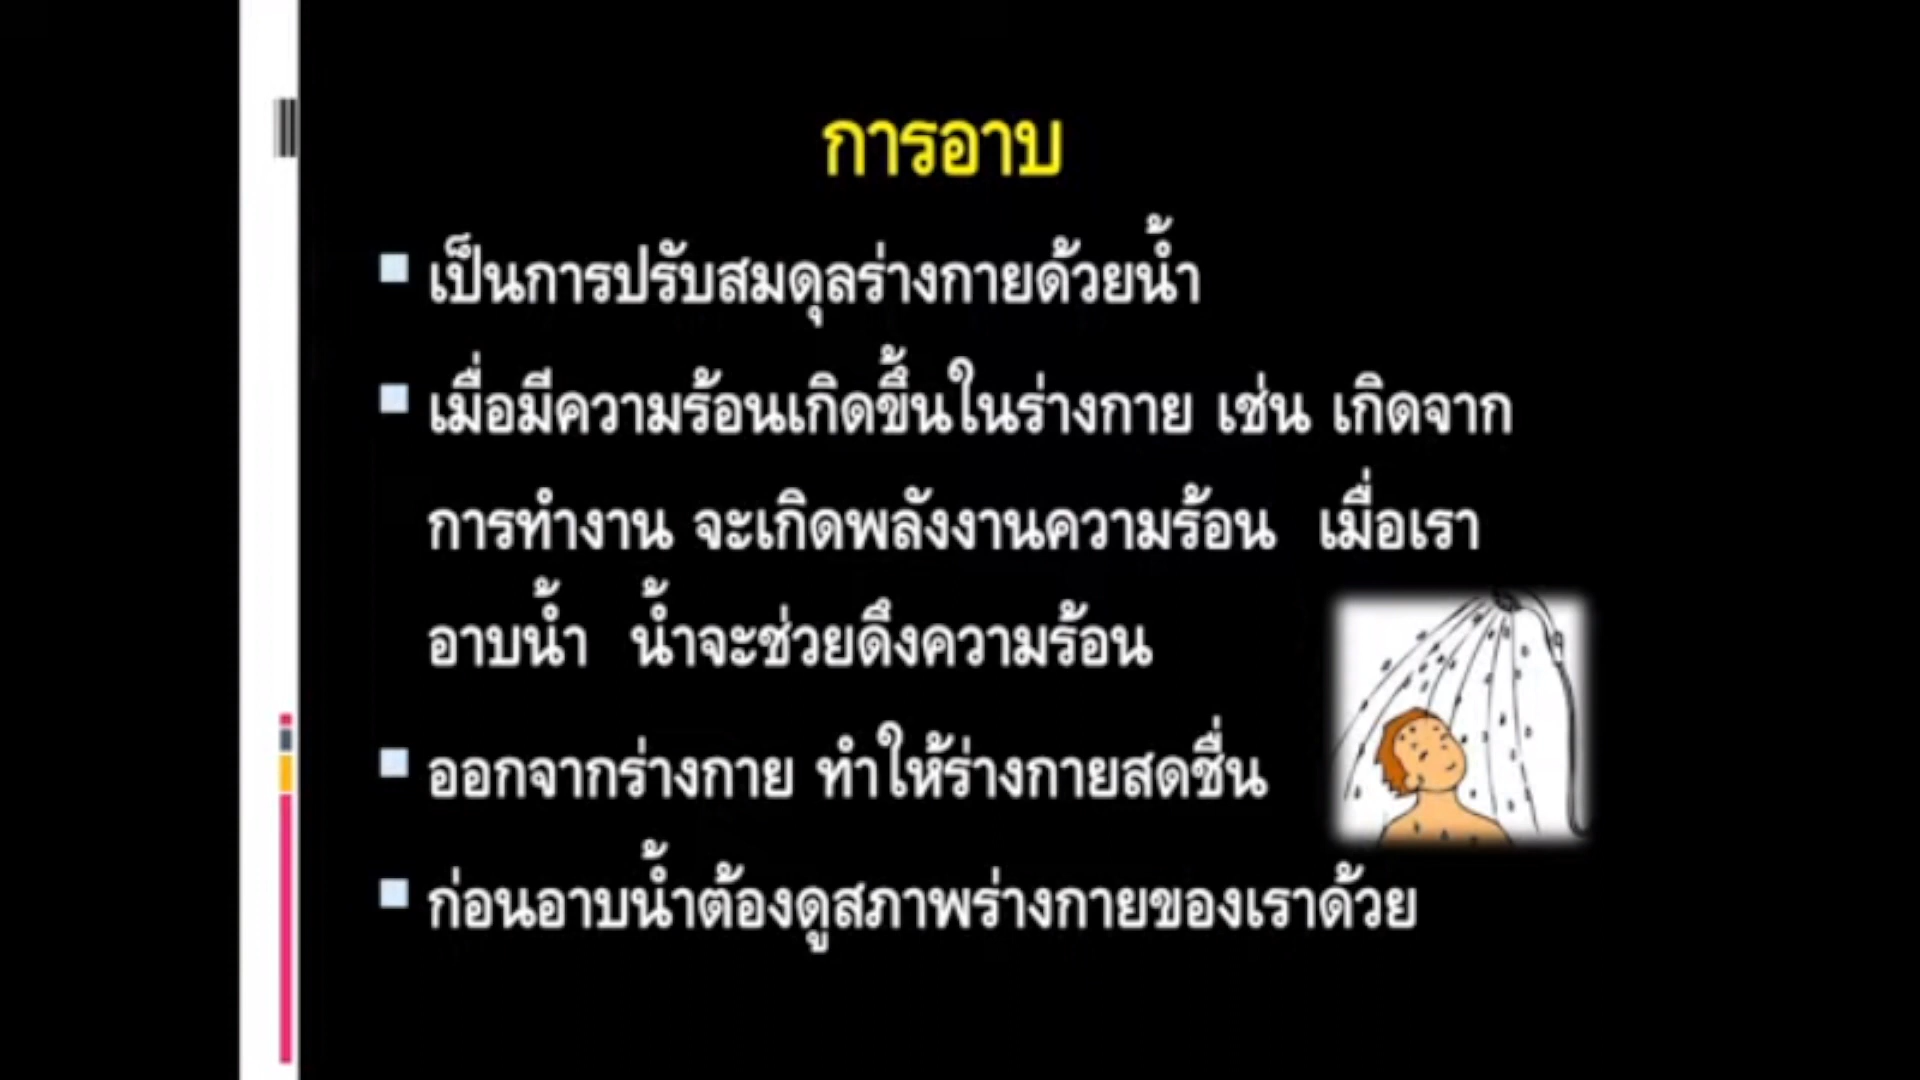 การอาบ
เป็นการปรับสมดุลร่างกายด้วยน้ำ
เมื่อมีความร้อนเกิดขึ้นในร่างกาย เช่น เกิดจาก
การทำงาน จะเกิดพลังงานความร้อน เมื่อเรา
อาบน้ำ น้ำจะช่วยดึงความร้อน
ออกจากร่างกาย ทำให้ร่างกายสดชื่น
ก่อนอาบน้ำต้องดูสภาพร่างกายของเราด้วย